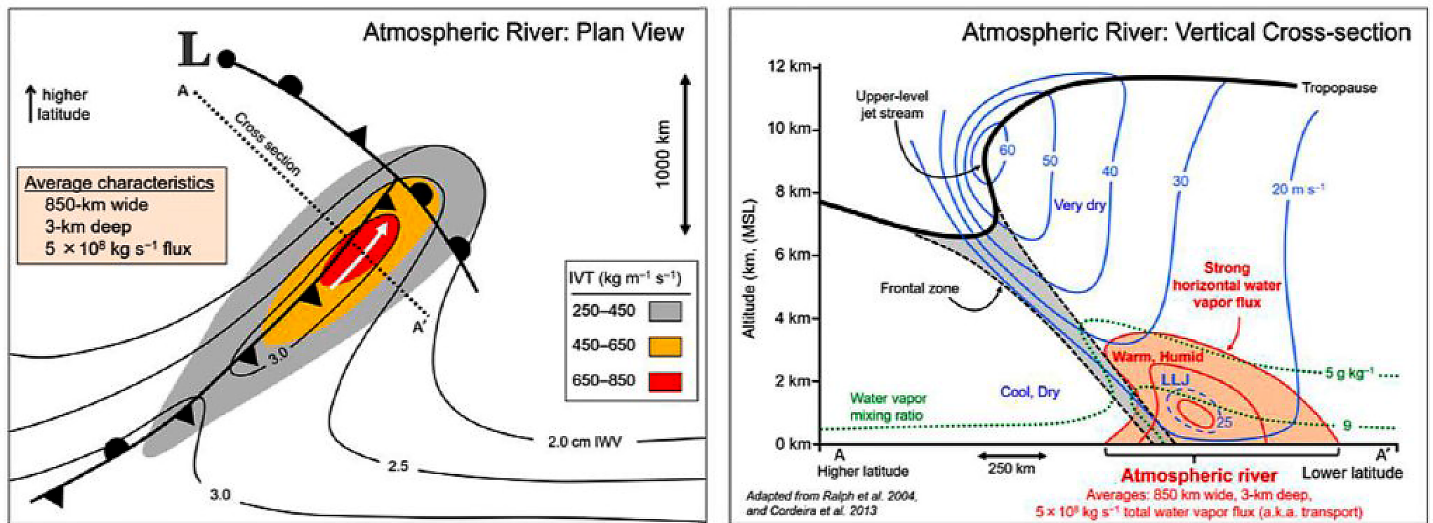 Atmospheric River: Plan View
L
A
higher
latitude
Cross section
1000 km
Average characteristics
850-km wide
3-km deep
5 × 10⁸ kg s⁻¹ flux
A′
IVT (kg m⁻¹ s⁻¹)
250–450
450–650
650–850
3.0
2.0 cm IWV
2.5
3.0
Atmospheric River: Vertical Cross-section
12 km
10 km
8 km
6 km
4 km
2 km
0 km
Altitude (km, (MSL)
Tropopause
Upper-level
jet stream
60
50
40
30
20 m s⁻¹
Very dry
Frontal zone
Strong
horizontal water
vapor flux
Warm, Humid
5 g kg⁻¹
LLJ
Cool, Dry
Water vapor
mixing ratio
25
9
A
A′
Higher latitude
250 km
Lower latitude
Atmospheric river
Averages: 850 km wide, 3-km deep,
5 × 10⁸ kg s⁻¹ total water vapor flux (a.k.a. transport)
Adapted from Ralph et al. 2004,
and Cordeira et al. 2013